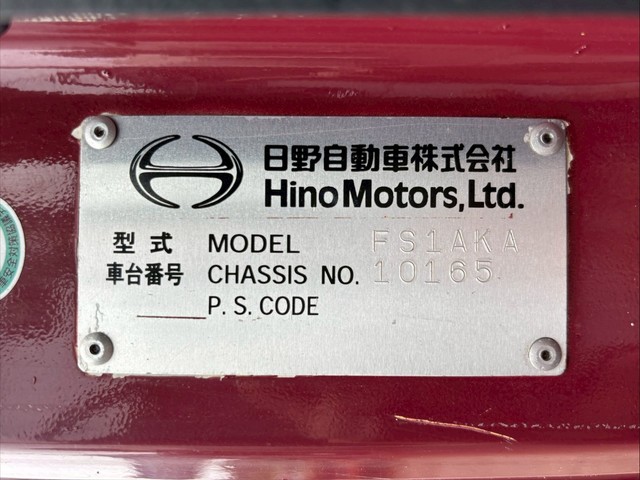 日野自動車株式会社
Hino Motors, Ltd.
型式 MODEL FS1AKA
車台番号 CHASSIS NO. 10165
P. S. CODE